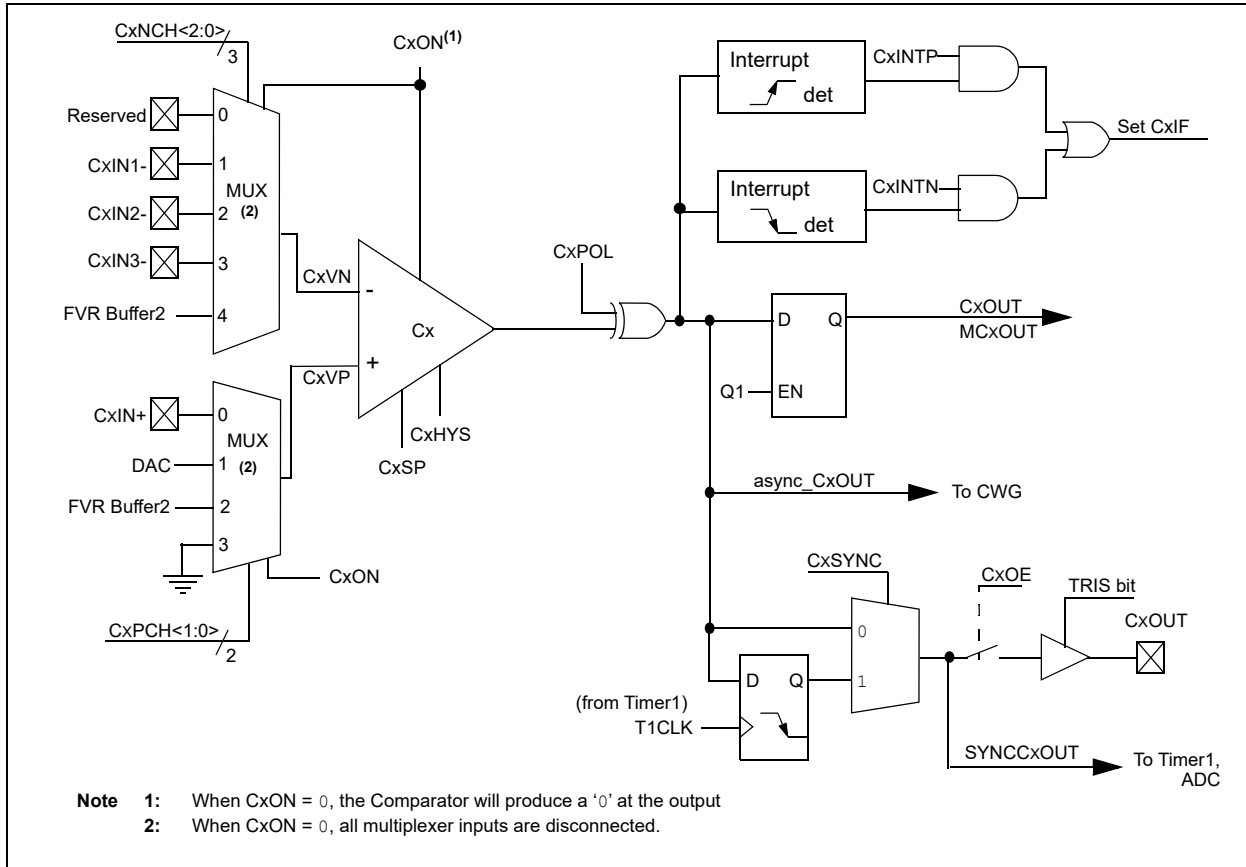 CxNCH<2:0>
3
CxON(1)
Reserved
0
CxIN1-
1
MUX
(2)
CxIN2-
2
CxIN3-
3
FVR Buffer2
4
CxVN
-
Cx
+
CxVP
CxHYS
CxSP
CxIN+
0
MUX
(2)
DAC
1
FVR Buffer2
2
3
CxON
CxPCH<1:0>
2
CxPOL
Interrupt
det
CxINTP
Interrupt
det
CxINTN
Set CxIF
D
Q
CxOUT
MCxOUT
Q1
EN
async_CxOUT
To CWG
CxSYNC
0
1
D
Q
(from Timer1)
T1CLK
CxOE
TRIS bit
CxOUT
SYNCCxOUT
To Timer1,
ADC
Note 1: When CxON = 0, the Comparator will produce a ‘0’ at the output
2: When CxON = 0, all multiplexer inputs are disconnected.